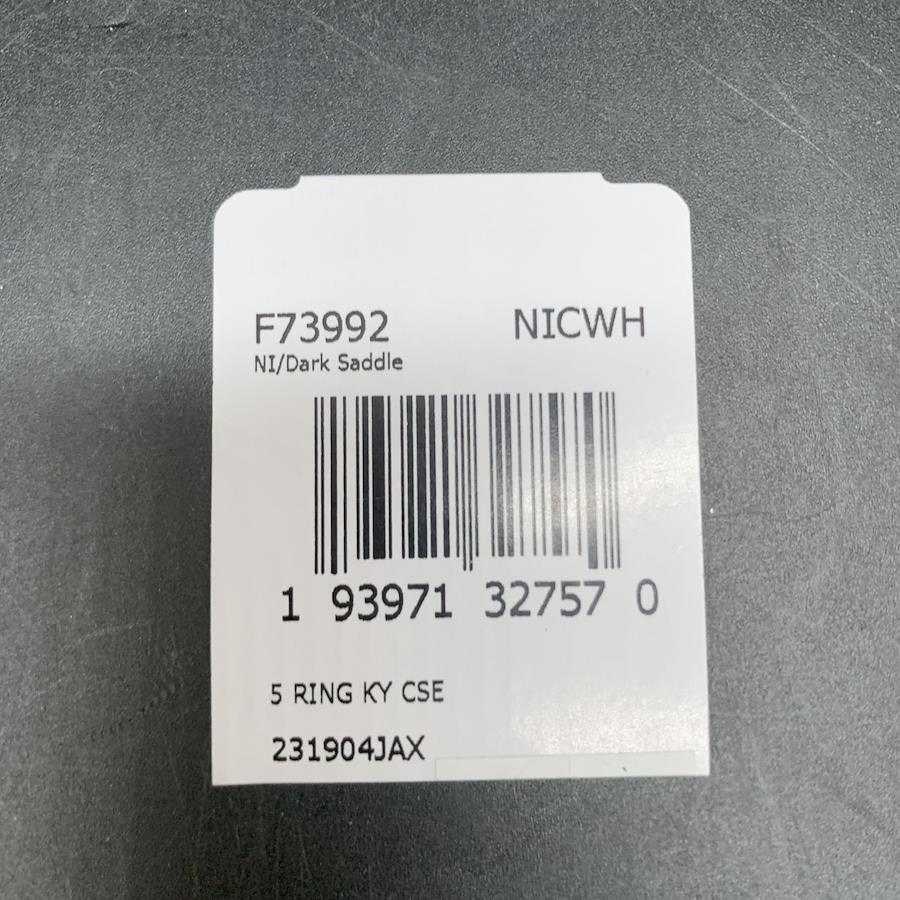 F73992 NICWH
NI/Dark Saddle
1 93971 32757 0
5 RING KY CSE
231904JAX